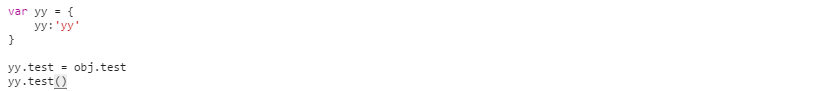 var yy = {
    yy:'yy'
}

yy.test = obj.test
yy.test()